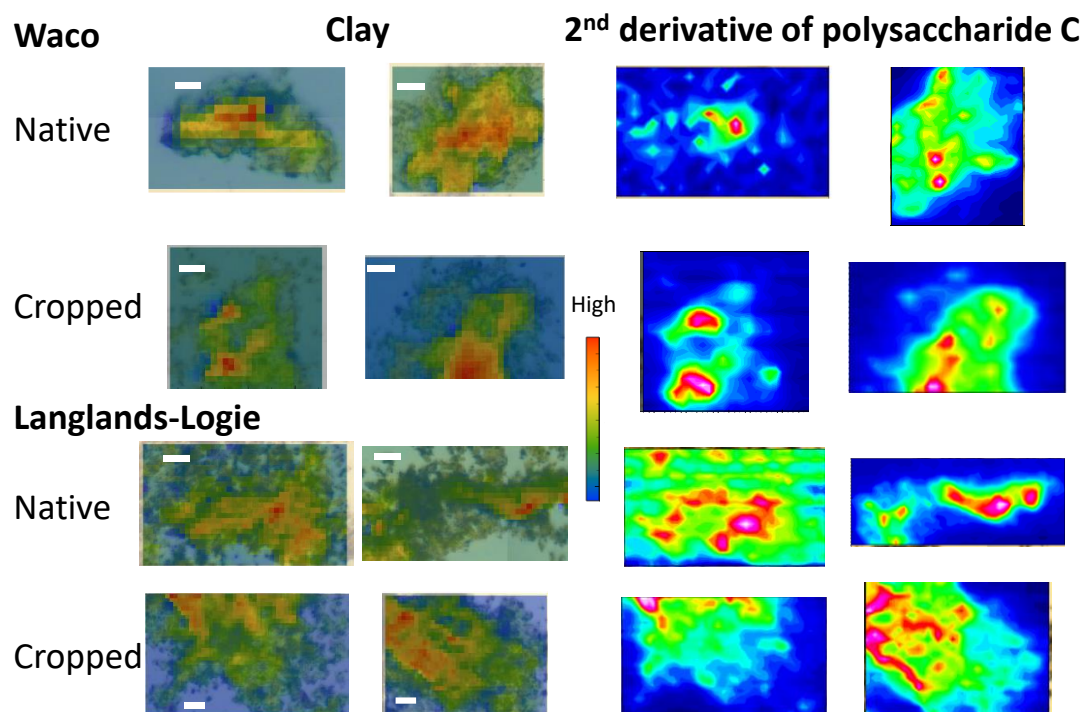 Waco
Clay
2nd derivative of polysaccharide C
Native
Cropped
High
Langlands-Logie
Native
Cropped